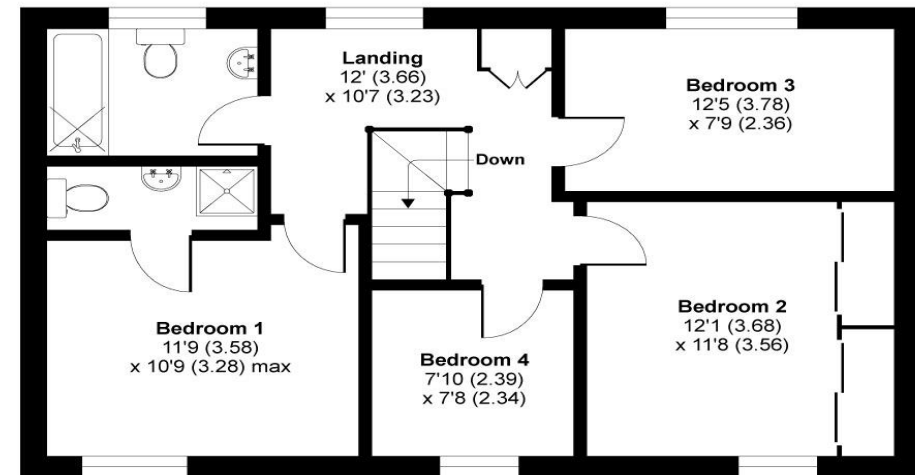 Landing
12' (3.66)
x 10'7 (3.23)
Bedroom 3
12'5 (3.78)
x 7'9 (2.36)
Down
Bedroom 1
11'9 (3.58)
x 10'9 (3.28) max
Bedroom 4
7'10 (2.39)
x 7'8 (2.34)
Bedroom 2
12'1 (3.68)
x 11'8 (3.56)